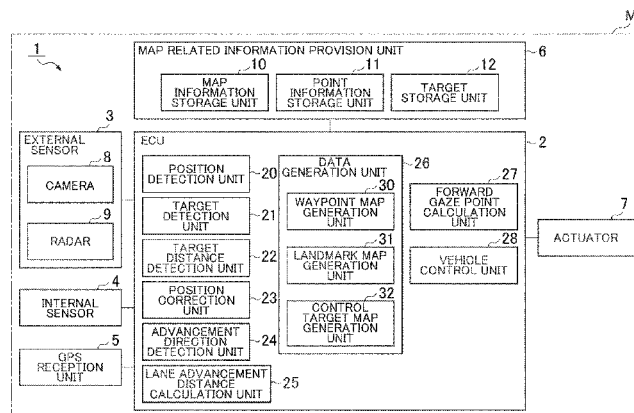 M
1
MAP RELATED INFORMATION PROVISION UNIT
6
10
MAP
INFORMATION
STORAGE UNIT
11
POINT
INFORMATION
STORAGE UNIT
12
TARGET
STORAGE UNIT
3
EXTERNAL
SENSOR
8
CAMERA
9
RADAR
4
INTERNAL
SENSOR
5
GPS
RECEPTION
UNIT
ECU
2
POSITION
DETECTION UNIT
20
TARGET
DETECTION
UNIT
21
TARGET
DISTANCE
DETECTION UNIT
22
POSITION
CORRECTION
UNIT
23
ADVANCEMENT
DIRECTION
DETECTION UNIT
24
LANE ADVANCEMENT
DISTANCE
CALCULATION UNIT
25
DATA
GENERATION UNIT
26
30
WAYPOINT MAP
GENERATION
UNIT
31
LANDMARK MAP
GENERATION
UNIT
32
CONTROL
TARGET MAP
GENERATION
UNIT
27
FORWARD
GAZE POINT
CALCULATION
UNIT
28
VEHICLE
CONTROL UNIT
7
ACTUATOR